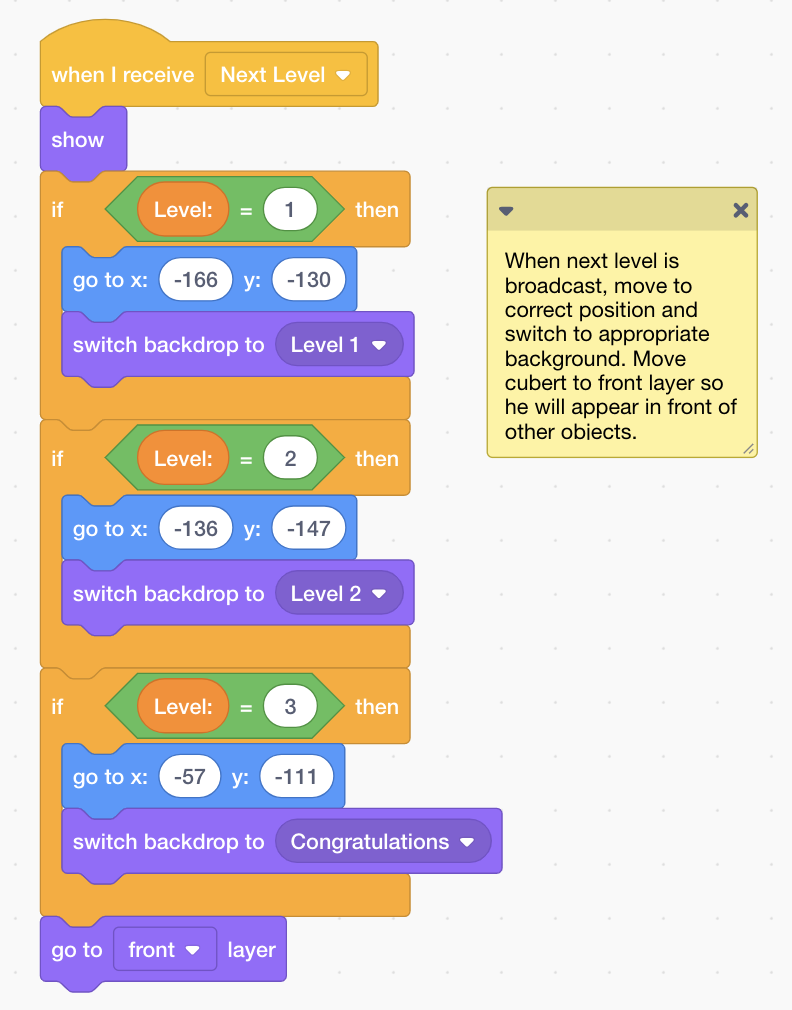 when I receive Next Level
show
if Level: = 1 then
go to x: -166 y: -130
switch backdrop to Level 1
if Level: = 2 then
go to x: -136 y: -147
switch backdrop to Level 2
if Level: = 3 then
go to x: -57 y: -111
switch backdrop to Congratulations
go to front layer
When next level is
broadcast, move to
correct position and
switch to appropriate
background. Move
cubert to front layer so
he will appear in front of
other objects.